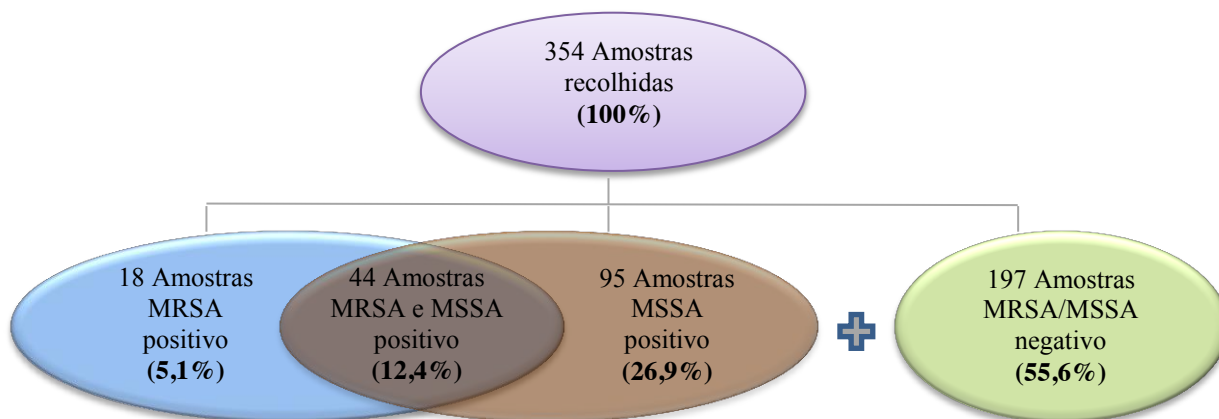 354 Amostras
recolhidas
(100%)
18 Amostras
MRSA
positivo
(5,1%)
44 Amostras
MRSA e MSSA
positivo
(12,4%)
95 Amostras
MSSA
positivo
(26,9%)
197 Amostras
MRSA/MSSA
negativo
(55,6%)